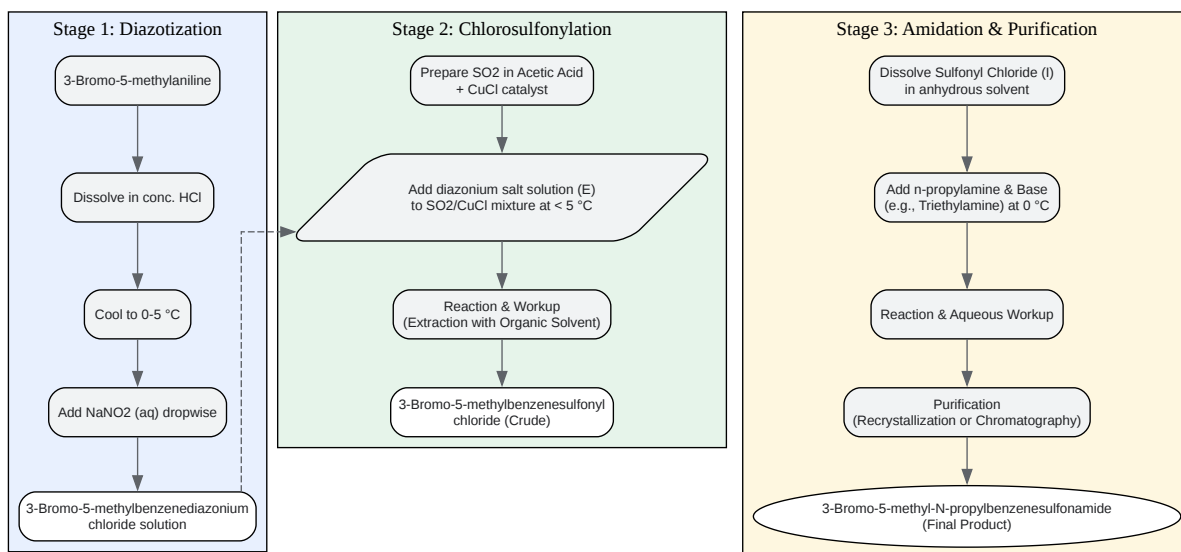 Stage 1: Diazotization
3-Bromo-5-methylaniline
Dissolve in conc. HCl
Cool to 0-5 °C
Add NaNO2 (aq) dropwise
3-Bromo-5-methylbenzenediazonium
chloride solution
Stage 2: Chlorosulfonylation
Prepare SO2 in Acetic Acid
+ CuCl catalyst
Add diazonium salt solution (E)
to SO2/CuCl mixture at < 5 °C
Reaction & Workup
(Extraction with Organic Solvent)
3-Bromo-5-methylbenzenesulfonyl
chloride (Crude)
Stage 3: Amidation & Purification
Dissolve Sulfonyl Chloride (I)
in anhydrous solvent
Add n-propylamine & Base
(e.g., Triethylamine) at 0 °C
Reaction & Aqueous Workup
Purification
(Recrystallization or Chromatography)
3-Bromo-5-methyl-N-propylbenzenesulfonamide
(Final Product)